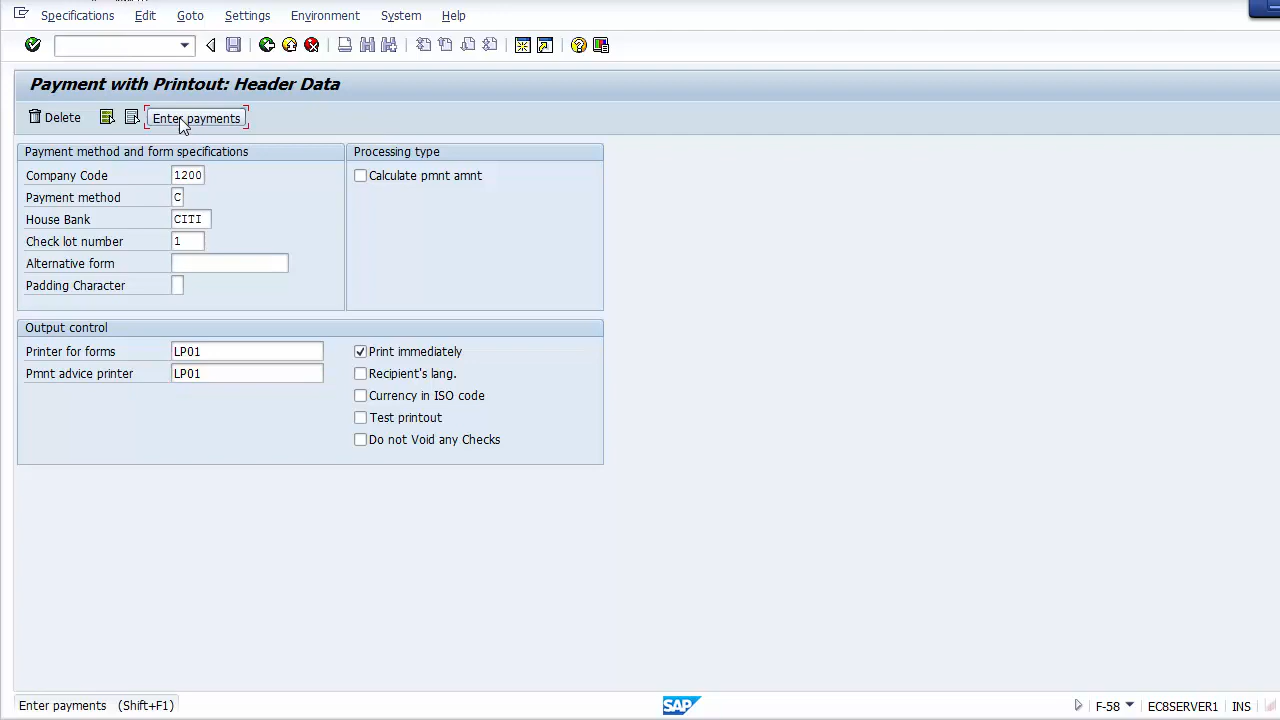 Specifications Edit Goto Settings Environment System Help
Payment with Printout: Header Data
Delete Enter payments
Payment method and form specifications
Company Code 1200
Payment method C
House Bank CITI
Check lot number 1
Alternative form
Padding Character
Processing type
Calculate pmnt amnt
Output control
Printer for forms LP01
Pmnt advice printer LP01
Print immediately
Recipient's lang.
Currency in ISO code
Test printout
Do not Void any Checks
Enter payments (Shift+F1)
SAP
F-58 EC8SERVER1 INS